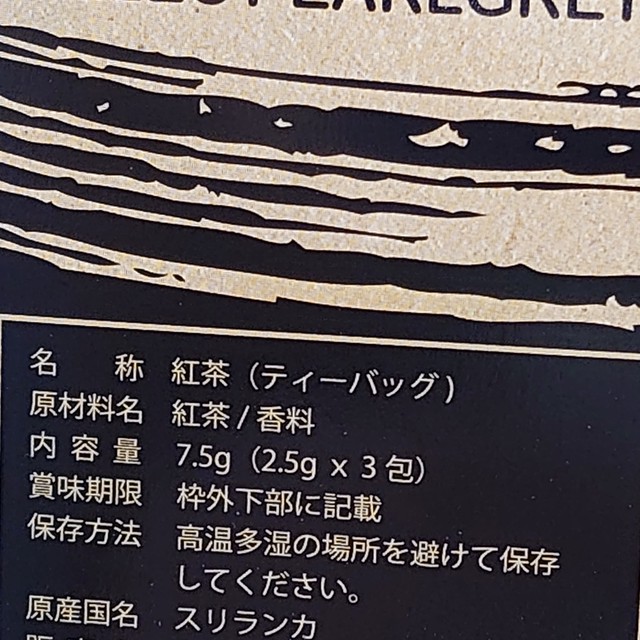 EARLGREY
名称 紅茶（ティーバッグ）
原材料名 紅茶 / 香料
内容量 7.5g（2.5g x 3 包）
賞味期限 枠外下部に記載
保存方法 高温多湿の場所を避けて保存
してください。
原産国名 スリランカ